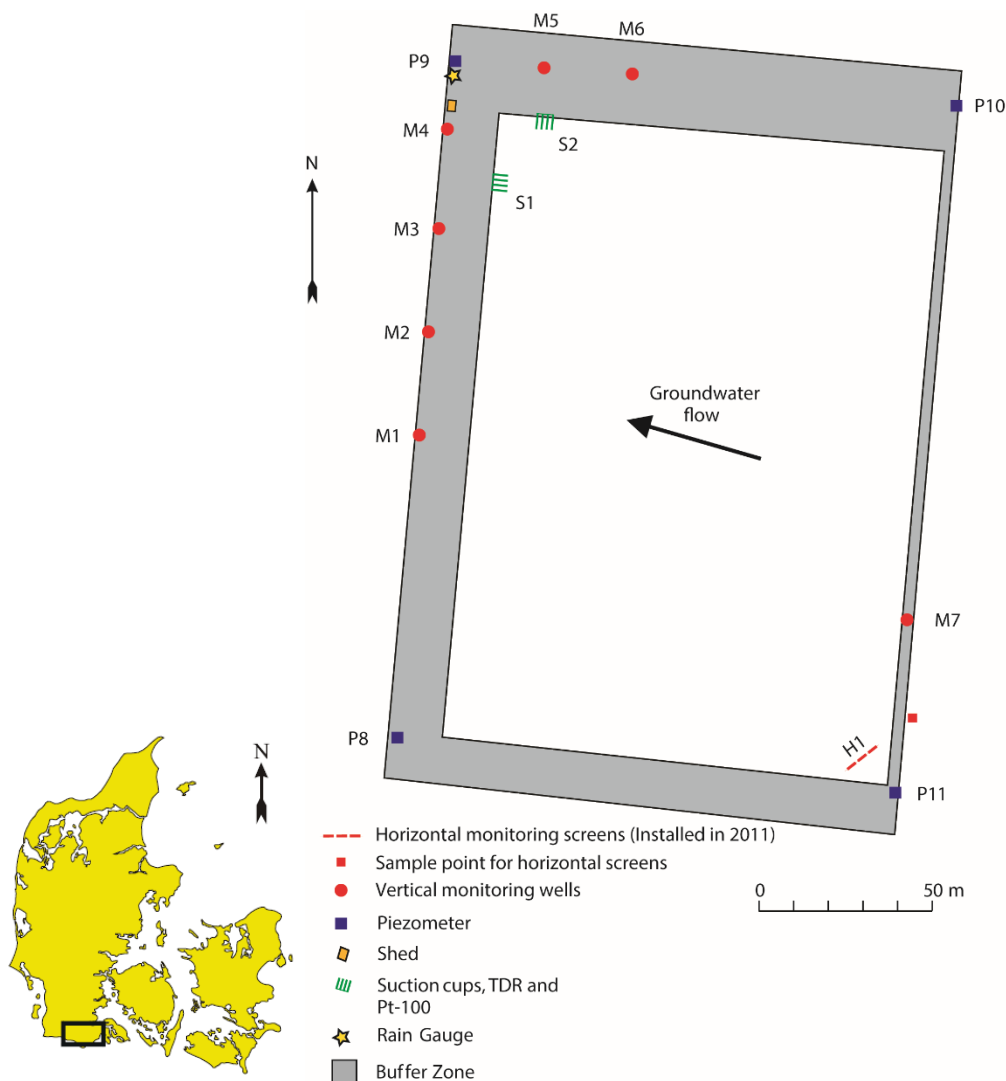 M5
M6
P9
P10
M4
S2
S1
N
M3
M2
Groundwater
flow
M1
M7
H1
P8
P11
N
Horizontal monitoring screens (Installed in 2011)
Sample point for horizontal screens
Vertical monitoring wells
0 50 m
Piezometer
Shed
Suction cups, TDR and
Pt-100
Rain Gauge
Buffer Zone